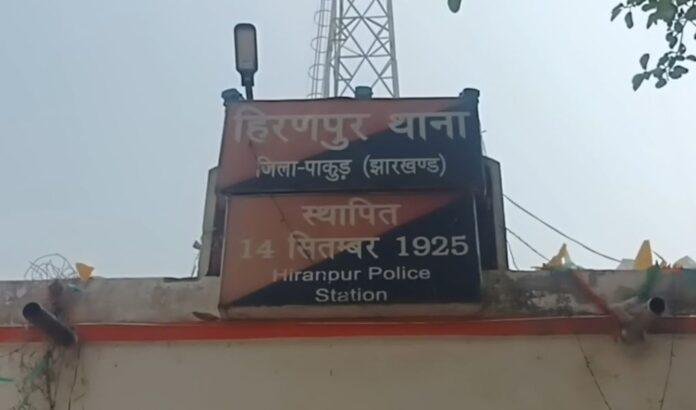 हिरणपुर थाना
जिला-पाकुड़ (झारखण्ड)
स्थापित
14 सितम्बर 1925
Hiranpur Police
Station